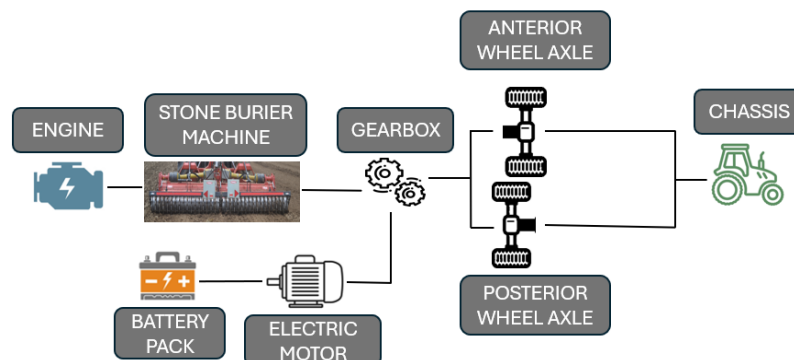 ANTERIOR
WHEEL AXLE
ENGINE
STONE BURIER
MACHINE
GEARBOX
CHASSIS
BATTERY
PACK
ELECTRIC
MOTOR
POSTERIOR
WHEEL AXLE